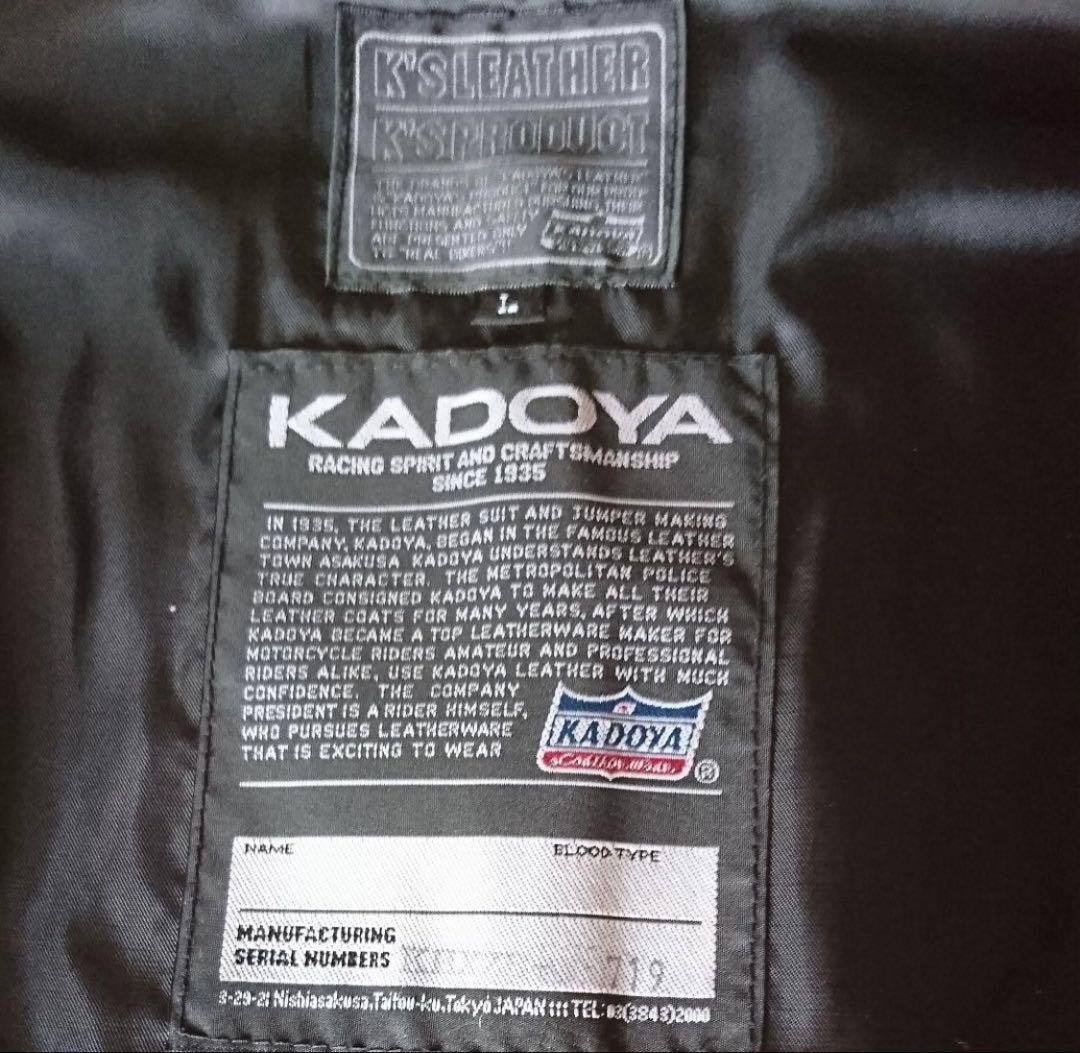 K'S LEATHER
K'S PRODUCT
L
KADOYA
RACING SPIRIT AND CRAFTSMANSHIP
SINCE 1935
IN 1935, THE LEATHER SUIT AND JUMPER MAKING
COMPANY, KADOYA, BEGAN IN THE FAMOUS LEATHER
TOWN ASAKUSA KADOYA UNDERSTANDS LEATHER'S
TRUE CHARACTER. THE METROPOLITAN POLICE
BOARD CONSIGNED KADOYA TO MAKE ALL THEIR
LEATHER COATS FOR MANY YEARS, AFTER WHICH
KADOYA BECAME A TOP LEATHERWARE MAKER FOR
MOTORCYCLE RIDERS AMATEUR AND PROFESSIONAL
RIDERS ALIKE, USE KADOYA LEATHER WITH MUCH
CONFIDENCE. THE COMPANY
PRESIDENT IS A RIDER HIMSELF,
WHO PURSUES LEATHERWARE
THAT IS EXCITING TO WEAR
KADOYA
®
NAME BLOOD TYPE
MANUFACTURING
SERIAL NUMBERS 719
3-29-21 Nishiasakusa,Taitou-ku,Tokyo JAPAN ::: TEL: 03(3843)2000